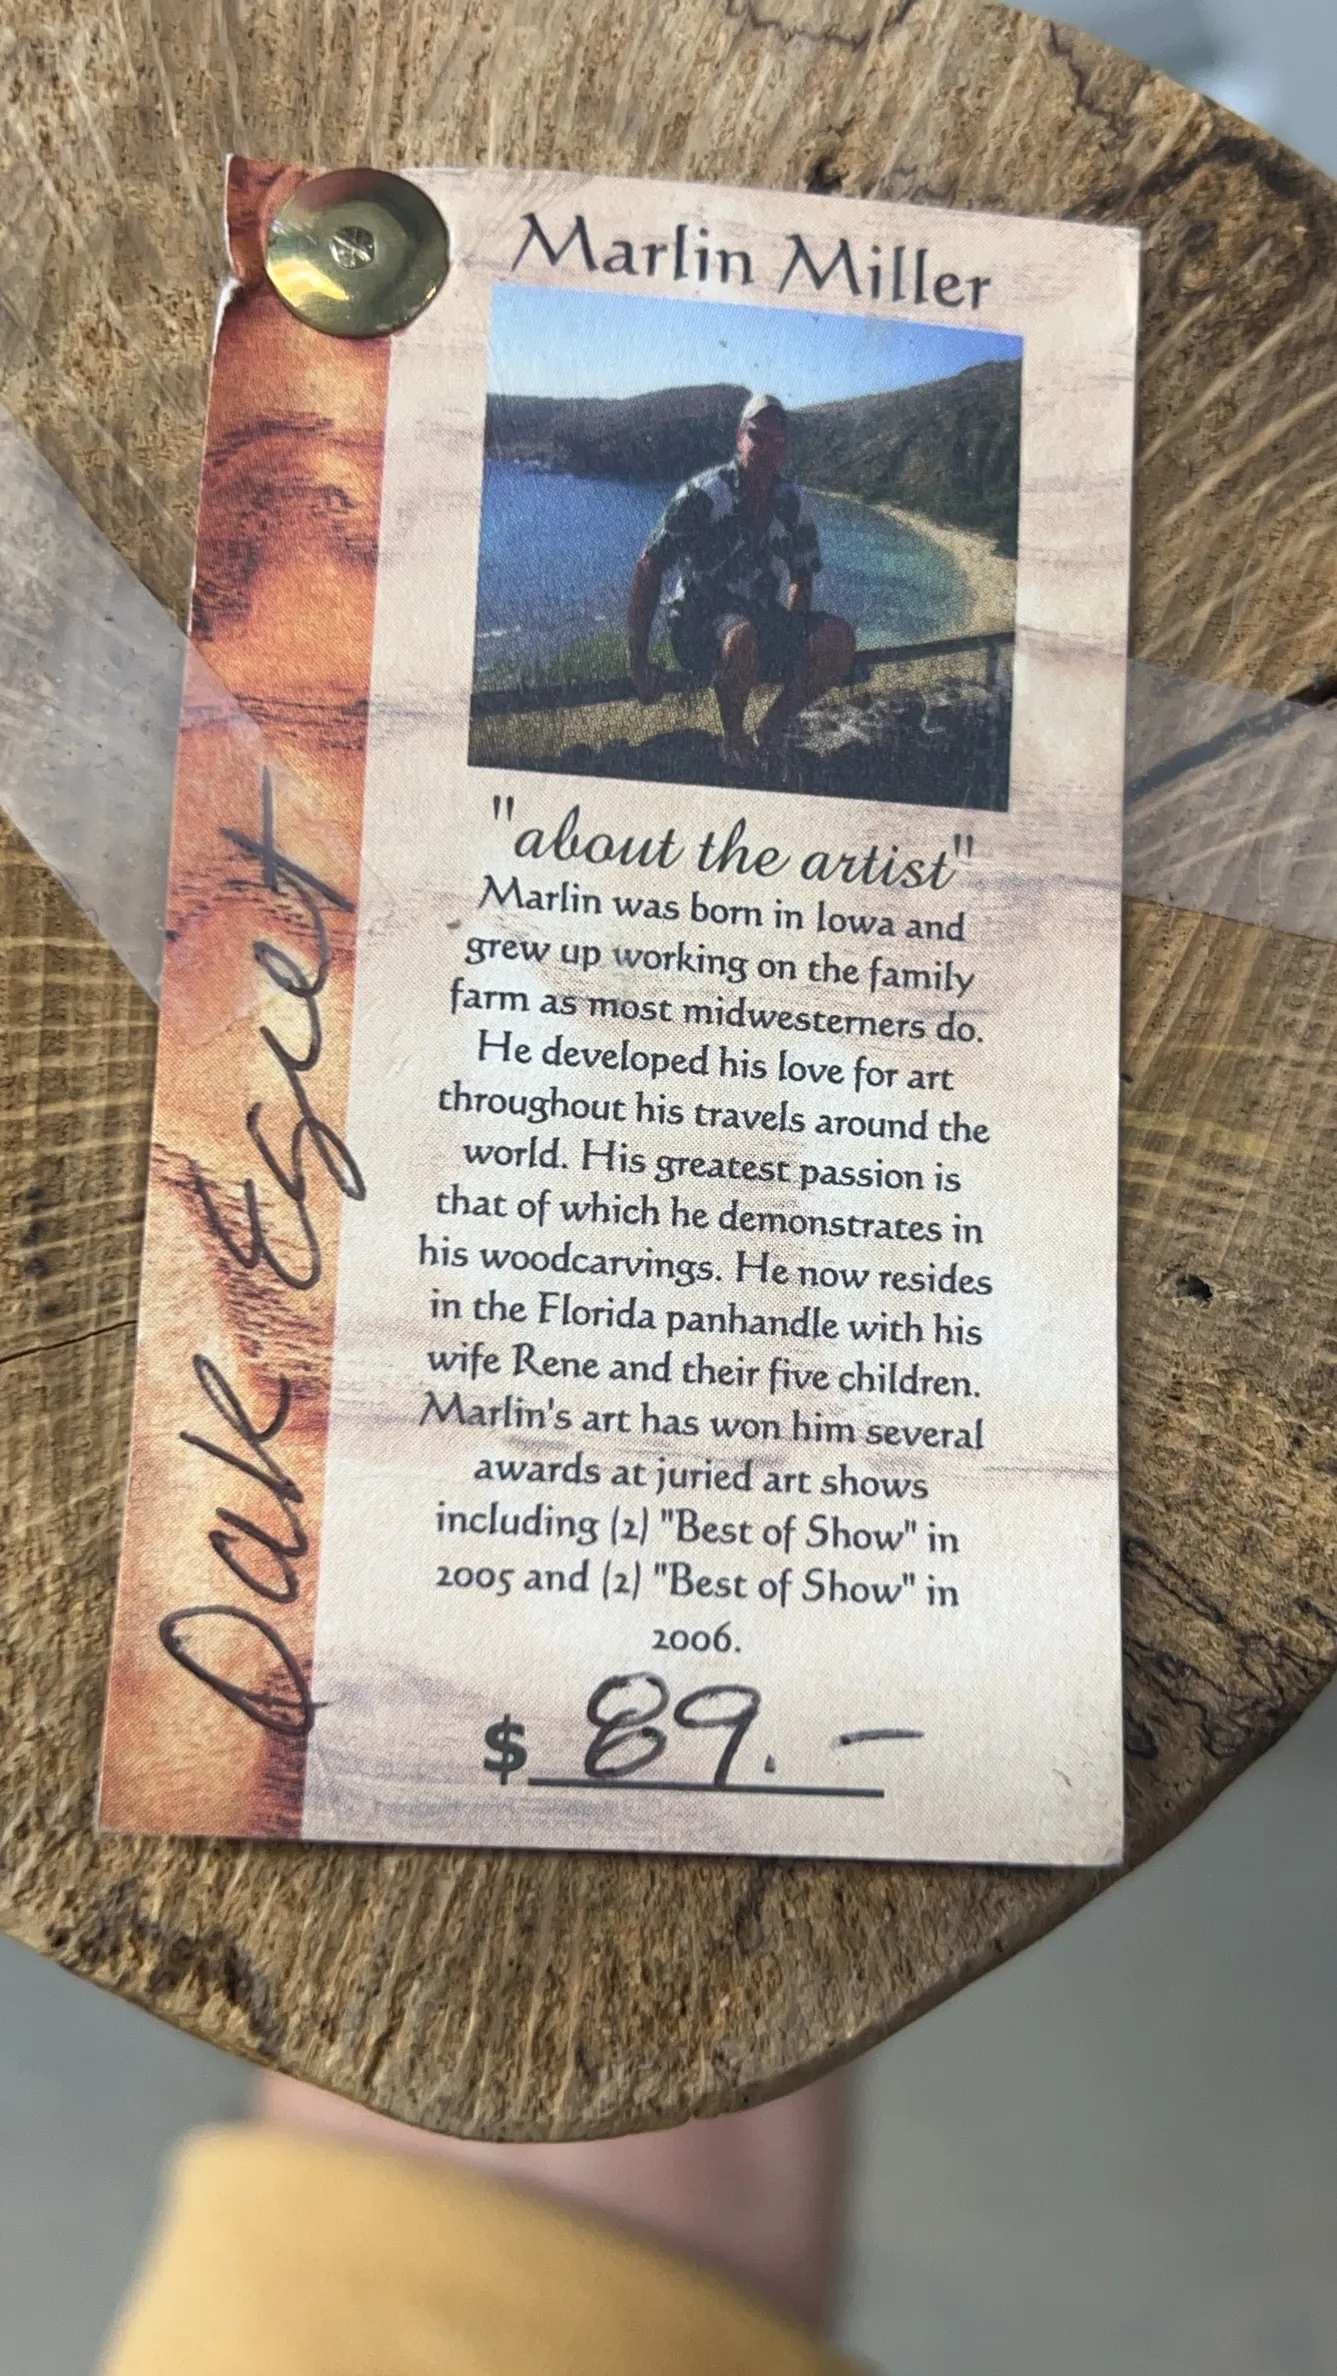 Marlin Miller
"about the artist"
Marlin was born in Iowa and
grew up working on the family
farm as most midwesterners do.
He developed his love for art
throughout his travels around the
world. His greatest passion is
that of which he demonstrates in
his woodcarvings. He now resides
in the Florida panhandle with his
wife Rene and their five children.
Marlin's art has won him several
awards at juried art shows
including (2) "Best of Show" in
2005 and (2) "Best of Show" in
2006.
$ 89. –
Oak